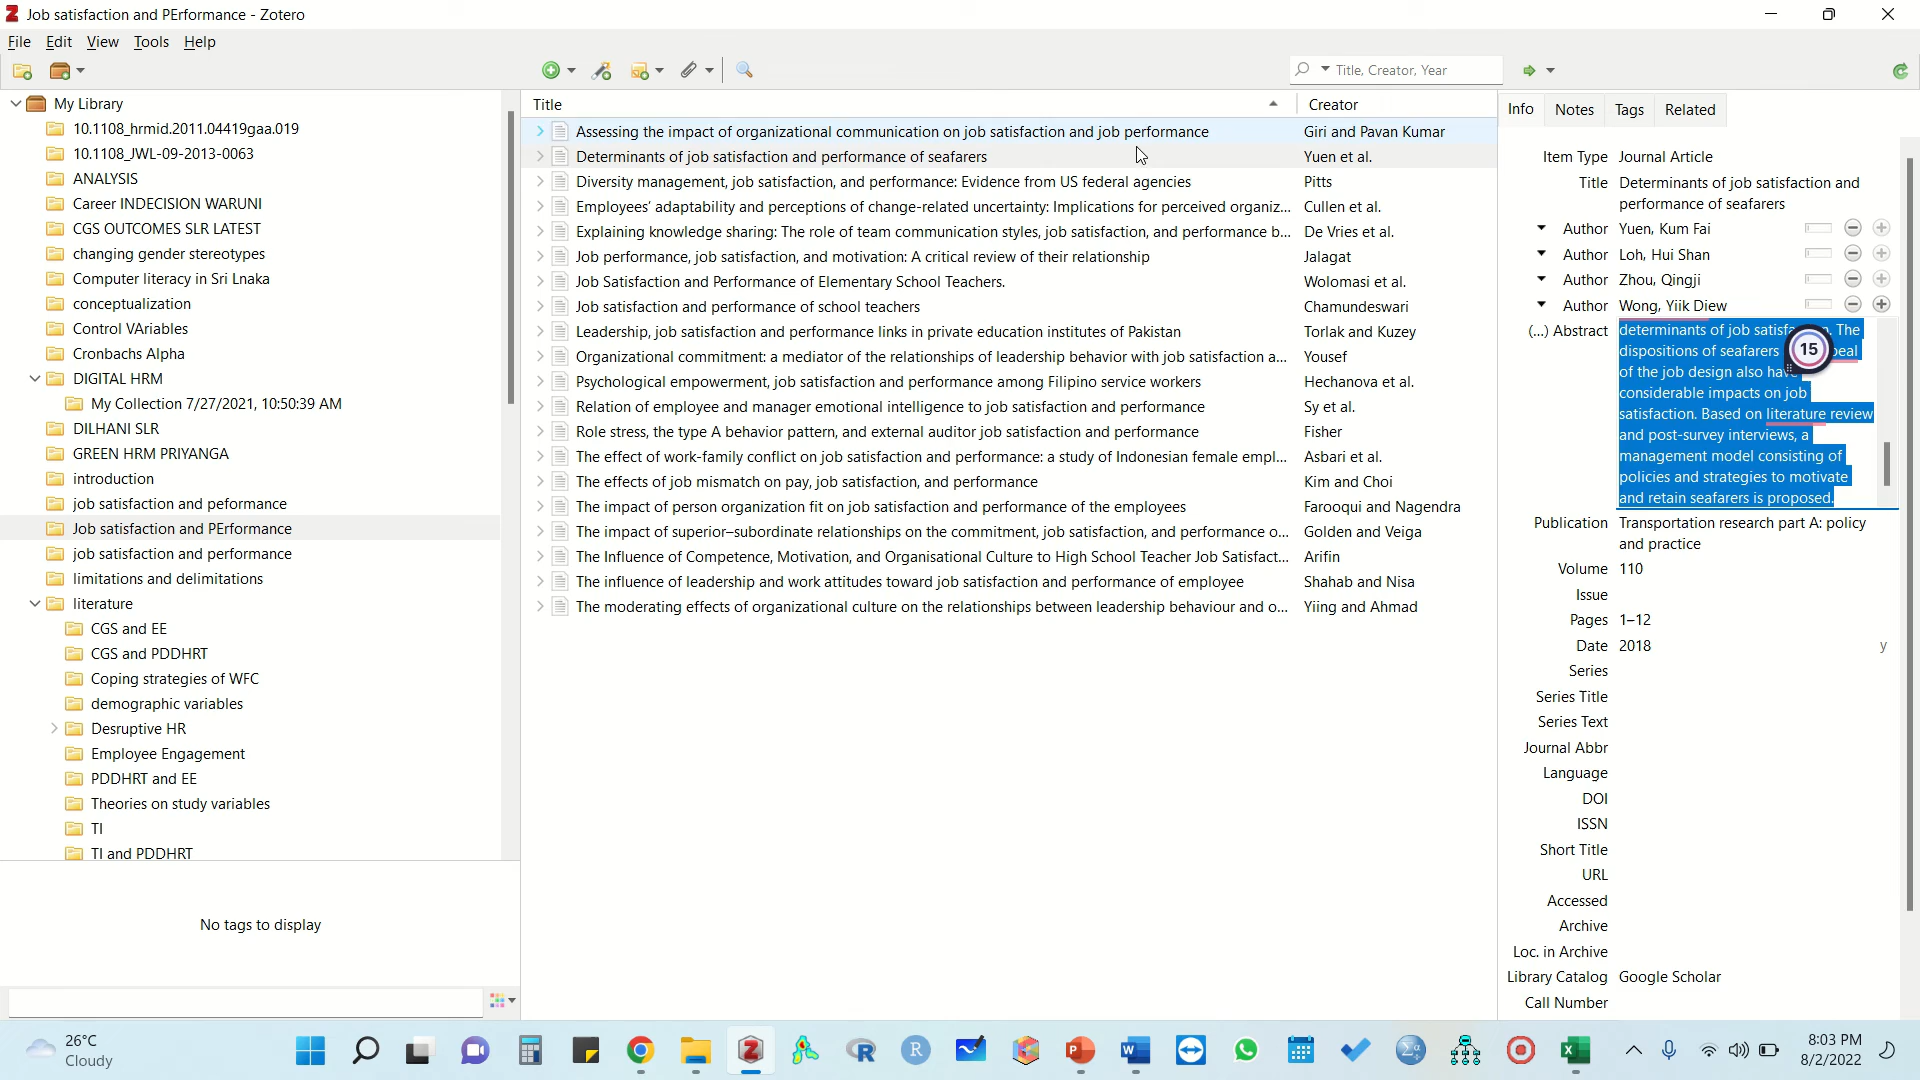 Job satisfaction and PErformance - Zotero
File Edit View Tools Help
Title, Creator, Year
My Library
10.1108_hrmid.2011.04419gaa.019
10.1108_JWL-09-2013-0063
ANALYSIS
Career INDECISION WARUNI
CGS OUTCOMES SLR LATEST
changing gender stereotypes
Computer literacy in Sri Lnaka
conceptualization
Control VAriables
Cronbachs Alpha
DIGITAL HRM
My Collection 7/27/2021, 10:50:39 AM
DILHANI SLR
GREEN HRM PRIYANGA
introduction
job satisfaction and peformance
Job satisfaction and PErformance
job satisfaction and performance
limitations and delimitations
literature
CGS and EE
CGS and PDDHRT
Coping strategies of WFC
demographic variables
Desruptive HR
Employee Engagement
PDDHRT and EE
Theories on study variables
TI
TI and PDDHRT
No tags to display
Title Creator
Assessing the impact of organizational communication on job satisfaction and job performance Giri and Pavan Kumar
Determinants of job satisfaction and performance of seafarers Yuen et al.
Diversity management, job satisfaction, and performance: Evidence from US federal agencies Pitts
Employees' adaptability and perceptions of change-related uncertainty: Implications for perceived organiz... Cullen et al.
Explaining knowledge sharing: The role of team communication styles, job satisfaction, and performance b... De Vries et al.
Job performance, job satisfaction, and motivation: A critical review of their relationship Jalagat
Job Satisfaction and Performance of Elementary School Teachers. Wolomasi et al.
Job satisfaction and performance of school teachers Chamundeswari
Leadership, job satisfaction and performance links in private education institutes of Pakistan Torlak and Kuzey
Organizational commitment: a mediator of the relationships of leadership behavior with job satisfaction a... Yousef
Psychological empowerment, job satisfaction and performance among Filipino service workers Hechanova et al.
Relation of employee and manager emotional intelligence to job satisfaction and performance Sy et al.
Role stress, the type A behavior pattern, and external auditor job satisfaction and performance Fisher
The effect of work-family conflict on job satisfaction and performance: a study of Indonesian female empl... Asbari et al.
The effects of job mismatch on pay, job satisfaction, and performance Kim and Choi
The impact of person organization fit on job satisfaction and performance of the employees Farooqui and Nagendra
The impact of superior–subordinate relationships on the commitment, job satisfaction, and performance o... Golden and Veiga
The Influence of Competence, Motivation, and Organisational Culture to High School Teacher Job Satisfact... Arifin
The influence of leadership and work attitudes toward job satisfaction and performance of employee Shahab and Nisa
The moderating effects of organizational culture on the relationships between leadership behaviour and o... Yiing and Ahmad
Info Notes Tags Related
Item Type Journal Article
Title Determinants of job satisfaction and
performance of seafarers
Author Yuen, Kum Fai
Author Loh, Hui Shan
Author Zhou, Qingji
Author Wong, Yiik Diew
(...) Abstract determinants of job The
dispositions of seafarers
15
of the job design also have
considerable impacts on job
satisfaction. Based on literature review
and post-survey interviews, a
management model consisting of
policies and strategies to motivate
and retain seafarers is proposed.
Publication Transportation research part A: policy
and practice
Volume 110
Issue
Pages 1–12
Date 2018 y
Series
Series Title
Series Text
Journal Abbr
Language
DOI
ISSN
Short Title
URL
Accessed
Archive
Loc. in Archive
Library Catalog Google Scholar
Call Number
26°C
Cloudy
8:03 PM
8/2/2022